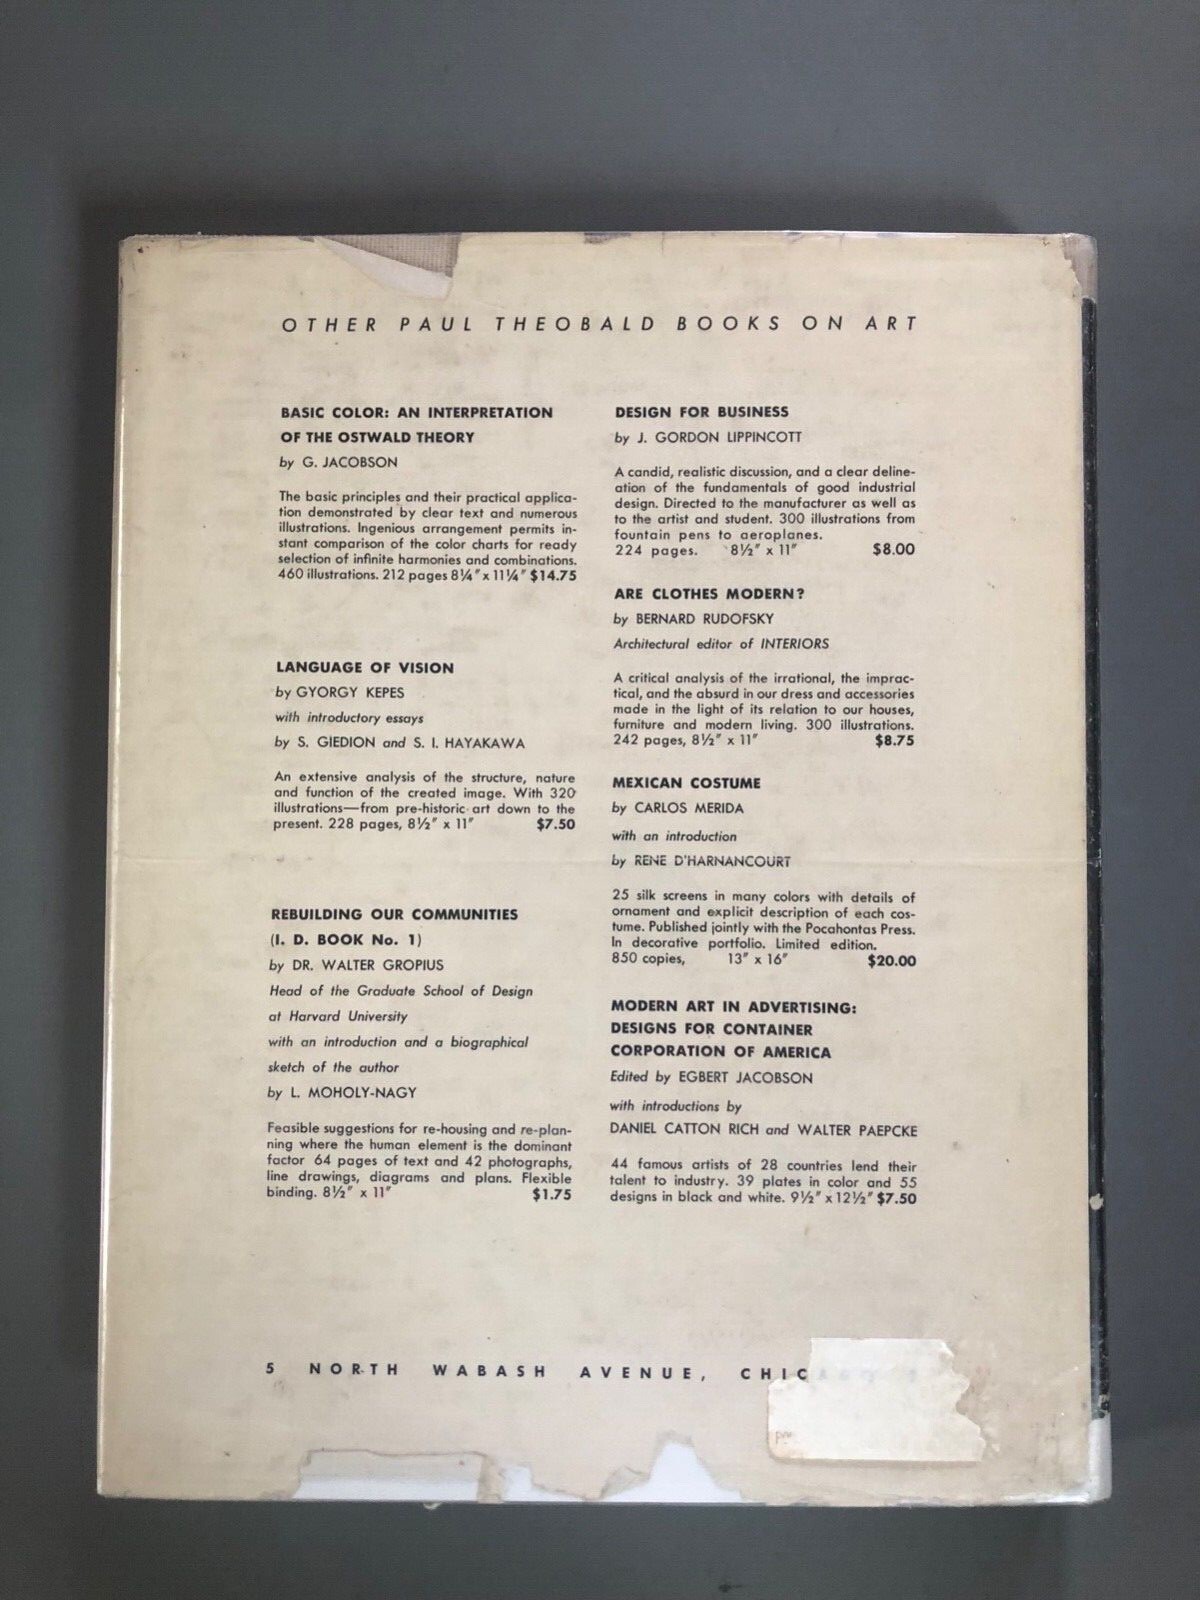 OTHER PAUL THEOBALD BOOKS ON ART
BASIC COLOR: AN INTERPRETATION
OF THE OSTWALD THEORY
by G. JACOBSON
The basic principles and their practical applica-
tion demonstrated by clear text and numerous
illustrations. Ingenious arrangement permits in-
stant comparison of the color charts for ready
selection of infinite harmonies and combinations.
460 illustrations. 212 pages 8¼" x 11¼" $14.75
LANGUAGE OF VISION
by GYORGY KEPES
with introductory essays
by S. GIEDION and S. I. HAYAKAWA
An extensive analysis of the structure, nature
and function of the created image. With 320
illustrations—from pre-historic art down to the
present. 228 pages, 8½" x 11" $7.50
REBUILDING OUR COMMUNITIES
(I. D. BOOK No. 1)
by DR. WALTER GROPIUS
Head of the Graduate School of Design
at Harvard University
with an introduction and a biographical
sketch of the author
by L. MOHOLY-NAGY
Feasible suggestions for re-housing and re-plan-
ning where the human element is the dominant
factor 64 pages of text and 42 photographs,
line drawings, diagrams and plans. Flexible
binding. 8½" x 11" $1.75
DESIGN FOR BUSINESS
by J. GORDON LIPPINCOTT
A candid, realistic discussion, and a clear deline-
ation of the fundamentals of good industrial
design. Directed to the manufacturer as well as
to the artist and student. 300 illustrations from
fountain pens to aeroplanes.
224 pages. 8½" x 11" $8.00
ARE CLOTHES MODERN?
by BERNARD RUDOFSKY
Architectural editor of INTERIORS
A critical analysis of the irrational, the imprac-
tical, and the absurd in our dress and accessories
made in the light of its relation to our houses,
furniture and modern living. 300 illustrations.
242 pages, 8½" x 11" $8.75
MEXICAN COSTUME
by CARLOS MERIDA
with an introduction
by RENE D'HARNANCOURT
25 silk screens in many colors with details of
ornament and explicit description of each cos-
tume. Published jointly with the Pocahontas Press.
In decorative portfolio. Limited edition.
850 copies, 13" x 16" $20.00
MODERN ART IN ADVERTISING:
DESIGNS FOR CONTAINER
CORPORATION OF AMERICA
Edited by EGBERT JACOBSON
with introductions by
DANIEL CATTON RICH and WALTER PAEPCKE
44 famous artists of 28 countries lend their
talent to industry. 39 plates in color and 55
designs in black and white. 9½" x 12½" $7.50
5 NORTH WABASH AVENUE,